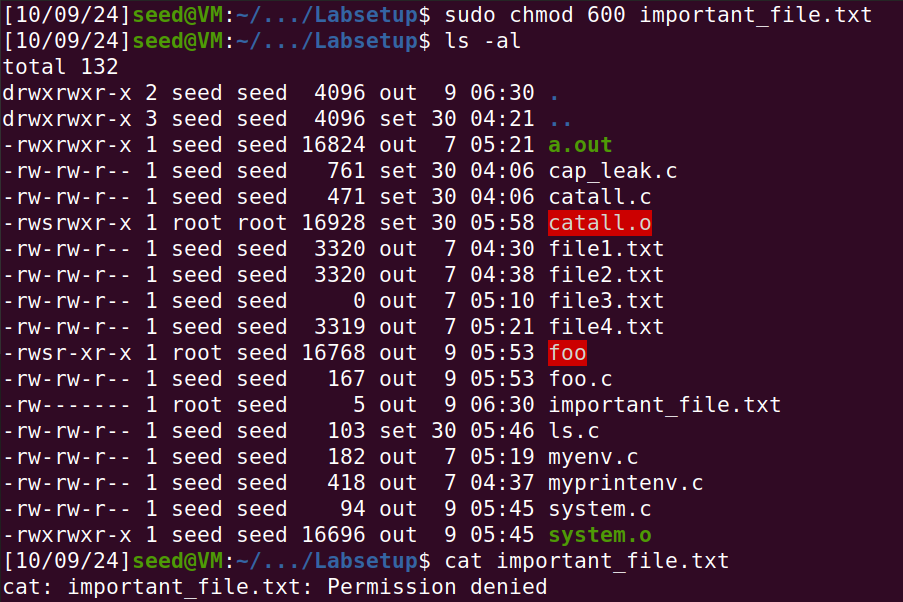 [10/09/24]seed@VM:~/.../Labsetup$ sudo chmod 600 important_file.txt
[10/09/24]seed@VM:~/.../Labsetup$ ls -al
total 132
drwxrwxr-x 2 seed seed  4096 out  9 06:30 .
drwxrwxr-x 3 seed seed  4096 set 30 04:21 ..
-rwxrwxr-x 1 seed seed 16824 out  7 05:21 a.out
-rw-rw-r-- 1 seed seed   761 set 30 04:06 cap_leak.c
-rw-rw-r-- 1 seed seed   471 set 30 04:06 catall.c
-rwsrwxr-x 1 root root 16928 set 30 05:58 catall.o
-rw-rw-r-- 1 seed seed  3320 out  7 04:30 file1.txt
-rw-rw-r-- 1 seed seed  3320 out  7 04:38 file2.txt
-rw-rw-r-- 1 seed seed     0 out  7 05:10 file3.txt
-rw-rw-r-- 1 seed seed  3319 out  7 05:21 file4.txt
-rwsr-xr-x 1 root seed 16768 out  9 05:53 foo
-rw-rw-r-- 1 seed seed   167 out  9 05:53 foo.c
-rw------- 1 root seed     5 out  9 06:30 important_file.txt
-rw-rw-r-- 1 seed seed   103 set 30 05:46 ls.c
-rw-rw-r-- 1 seed seed   182 out  7 05:19 myenv.c
-rw-rw-r-- 1 seed seed   418 out  7 04:37 myprintenv.c
-rw-rw-r-- 1 seed seed    94 out  9 05:45 system.c
-rwxrwxr-x 1 seed seed 16696 out  9 05:45 system.o
[10/09/24]seed@VM:~/.../Labsetup$ cat important_file.txt
cat: important_file.txt: Permission denied